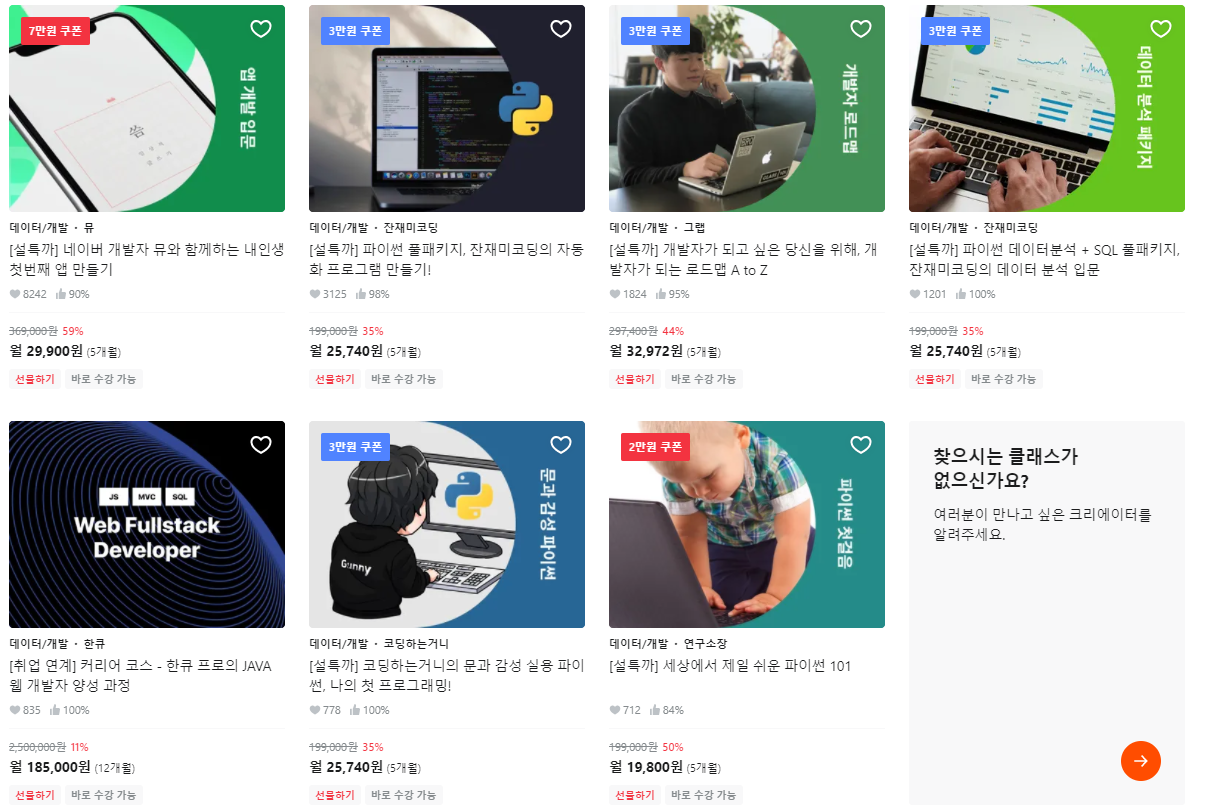 7만원 쿠폰
앱 개발 입문
3만원 쿠폰
3만원 쿠폰
개발자 로드맵
3만원 쿠폰
데이터 분석 패키지
데이터/개발 · 뮤
[설특까] 네이버 개발자 뮤와 함께하는 내인생
첫번째 앱 만들기
8242 90%
369,000원 59%
월 29,900원 (5개월)
선물하기 바로 수강 가능
데이터/개발 · 잔재미코딩
[설특까] 파이썬 풀패키지, 잔재미코딩의 자동
화 프로그램 만들기!
3125 98%
199,000원 35%
월 25,740원 (5개월)
선물하기 바로 수강 가능
데이터/개발 · 그랩
[설특까] 개발자가 되고 싶은 당신을 위해, 개
발자가 되는 로드맵 A to Z
1824 95%
297,400원 44%
월 32,972원 (5개월)
선물하기 바로 수강 가능
데이터/개발 · 잔재미코딩
[설특까] 파이썬 데이터분석 + SQL 풀패키지,
잔재미코딩의 데이터 분석 입문
1201 100%
199,000원 35%
월 25,740원 (5개월)
선물하기 바로 수강 가능
JS MVC SQL
Web Fullstack
Developer
데이터/개발 · 한큐
[취업 연계] 커리어 코스 - 한큐 프로의 JAVA
웹 개발자 양성 과정
835 100%
2,500,000원 11%
월 185,000원 (12개월)
선물하기 바로 수강 가능
3만원 쿠폰
문과 감성 파이썬
Gunny
데이터/개발 · 코딩하는거니
[설특까] 코딩하는거니의 문과 감성 실용 파이
썬, 나의 첫 프로그래밍!
778 100%
199,000원 35%
월 25,740원 (5개월)
선물하기 바로 수강 가능
2만원 쿠폰
파이썬 첫걸음
데이터/개발 · 연구소장
[설특까] 세상에서 제일 쉬운 파이썬 101
712 84%
199,000원 50%
월 19,800원 (5개월)
선물하기 바로 수강 가능
찾으시는 클래스가
없으신가요?
여러분이 만나고 싶은 크리에이터를
알려주세요.